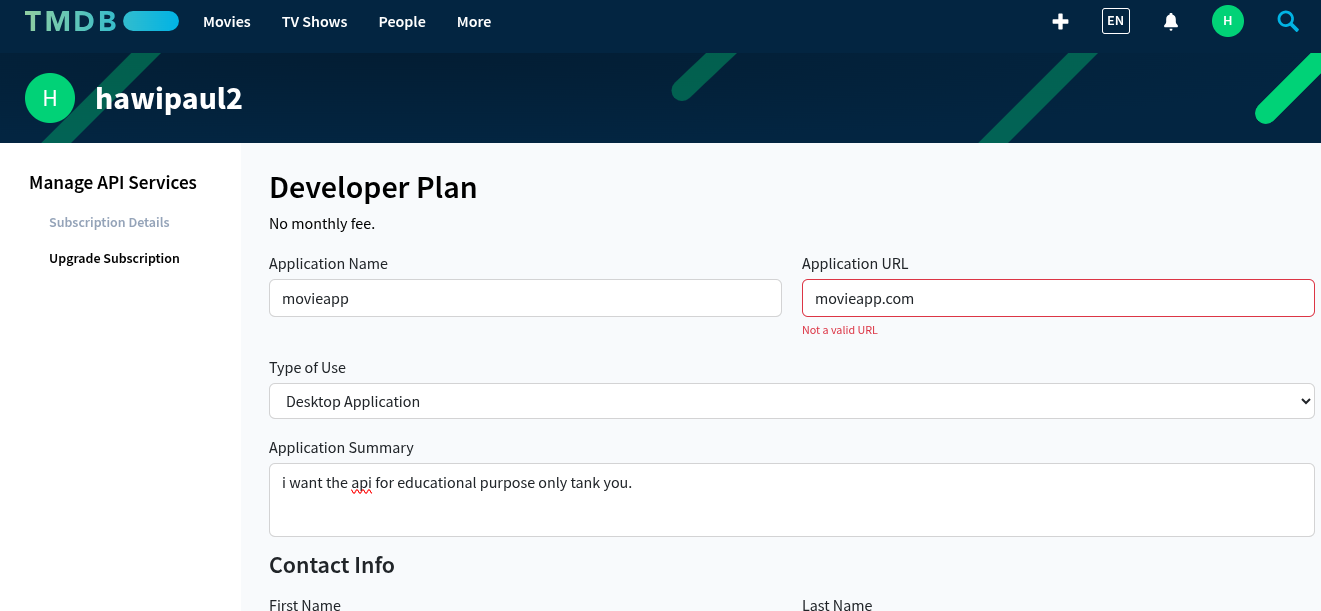 TMDB Movies TV Shows People More EN H
H hawipaul2
Manage API Services
Subscription Details
Upgrade Subscription
Developer Plan
No monthly fee.
Application Name Application URL
movieapp movieapp.com
Not a valid URL
Type of Use
Desktop Application
Application Summary
i want the api for educational purpose only tank you.
Contact Info
First Name Last Name